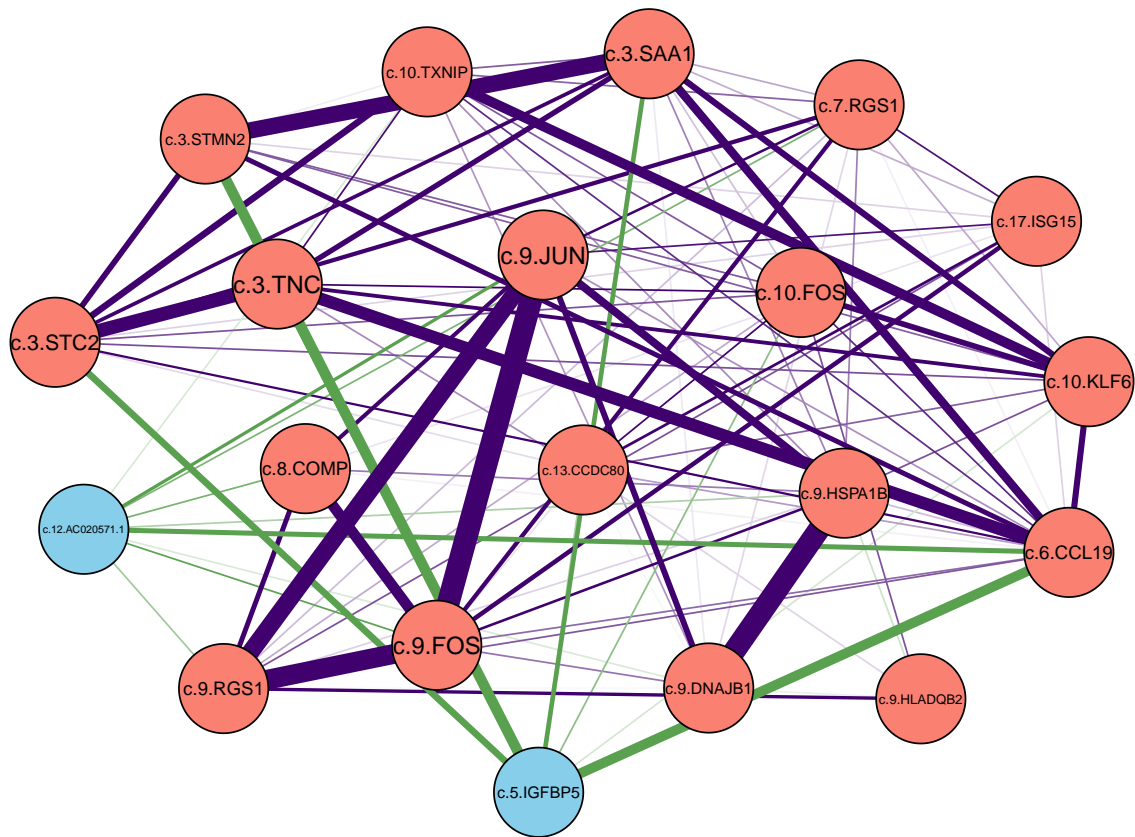 c.3.SAA1
c.10.TXNIP
c.7.RGS1
c.3.STMN2
c.17.ISG15
c.9.JUN
c.3.TNC
c.10.FOS
c.3.STC2
c.10.KLF6
c.8.COMP
c.13.CCDC80
c.9.HSPA1B
c.12.AC020571.1
c.6.CCL19
c.9.FOS
c.9.RGS1
c.9.DNAJB1
c.9.HLADQB2
c.5.IGFBP5